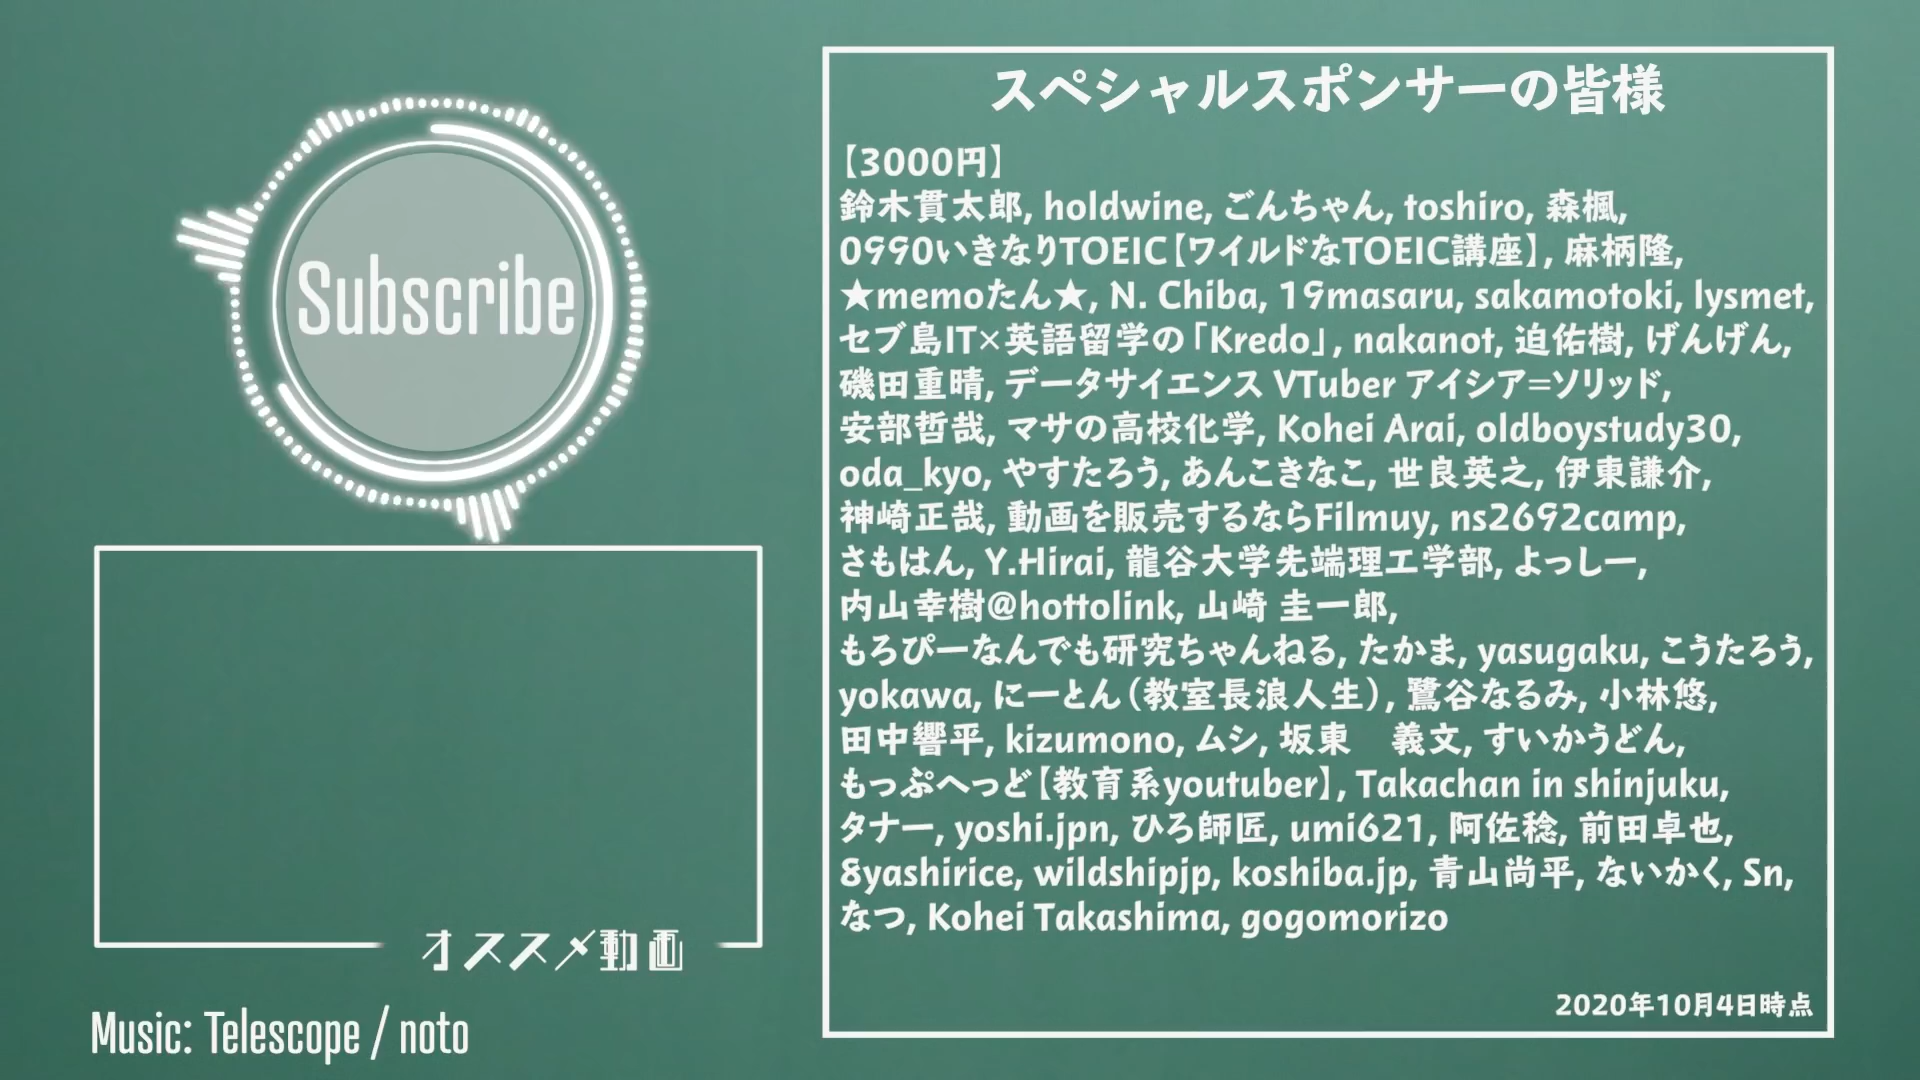 Subscribe
オススメ動画
Music: Telescope / noto
スペシャルスポンサーの皆様
【3000円】
鈴木貫太郎, holdwine, ごんちゃん, toshiro, 森楓,
0990いきなりTOEIC【ワイルドなTOEIC講座】, 麻柄隆,
★memoたん★, N. Chiba, 19masaru, sakamotoki, lysmet,
セブ島IT×英語留学の「Kredo」, nakanot, 迫佑樹, げんげん,
磯田重晴, データサイエンス VTuber アイシア=ソリッド,
安部哲哉, マサの高校化学, Kohei Arai, oldboystudy30,
oda_kyo, やすたろう, あんこきなこ, 世良英之, 伊東謙介,
神崎正哉, 動画を販売するならFilmuy, ns2692camp,
さもはん, Y.Hirai, 龍谷大学先端理工学部, よっしー,
内山幸樹@hottolink, 山崎 圭一郎,
もろぴーなんでも研究ちゃんねる, たかま, yasugaku, こうたろう,
yokawa, にーとん（教室長浪人生）, 鷺谷なるみ, 小林悠,
田中響平, kizumono, ムシ, 坂東　義文, すいかうどん,
もっぷへっど【教育系youtuber】, Takachan in shinjuku,
タナー, yoshi.jpn, ひろ師匠, umi621, 阿佐稔, 前田卓也,
&yashirice, wildshipjp, koshiba.jp, 青山尚平, ないかく, Sn,
なつ, Kohei Takashima, gogomorizo
2020年10月4日時点